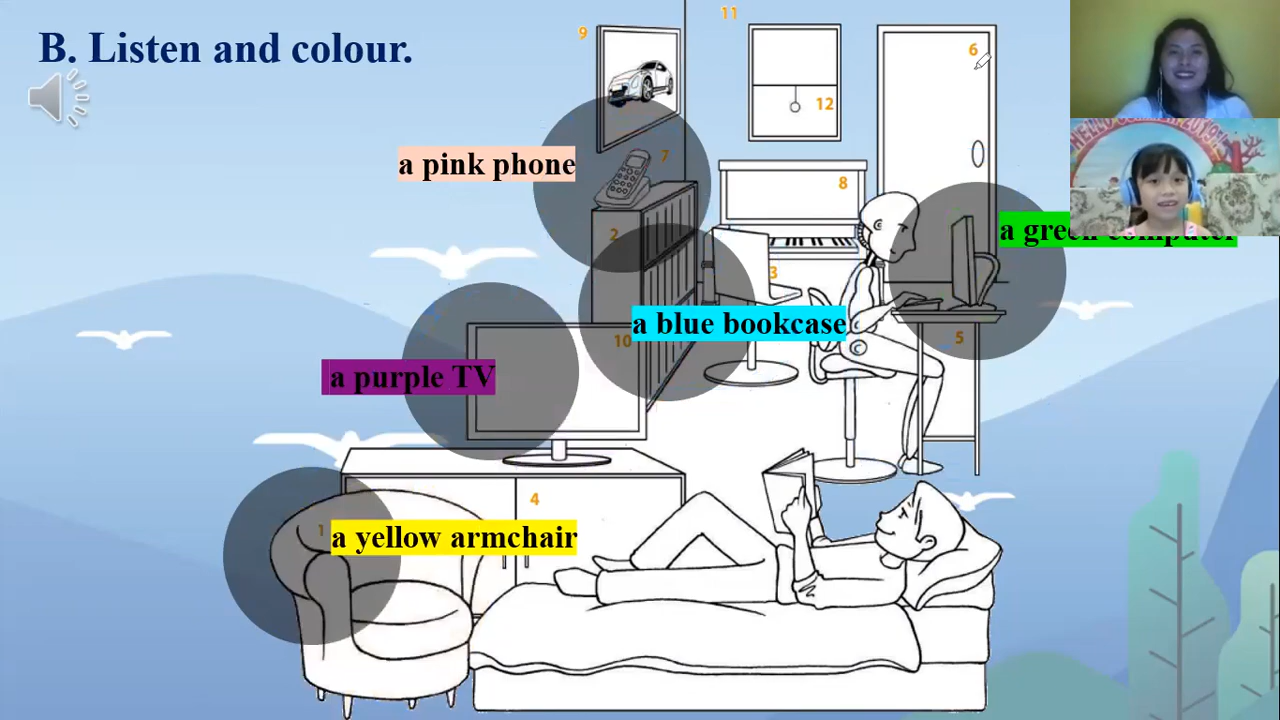 B. Listen and colour.
9
11
6
12
a pink phone
7
8
2
a green computer
3
a blue bookcase
10
5
a purple TV
4
1
a yellow armchair